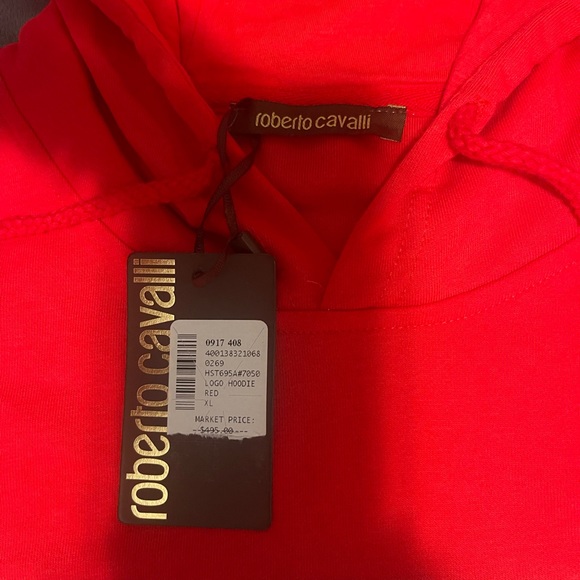 roberto cavalli
roberto cavalli
0917 408
400138321068
0269
HST695A#7050
LOGO HOODIE
RED
XL
MARKET PRICE:
$495.00